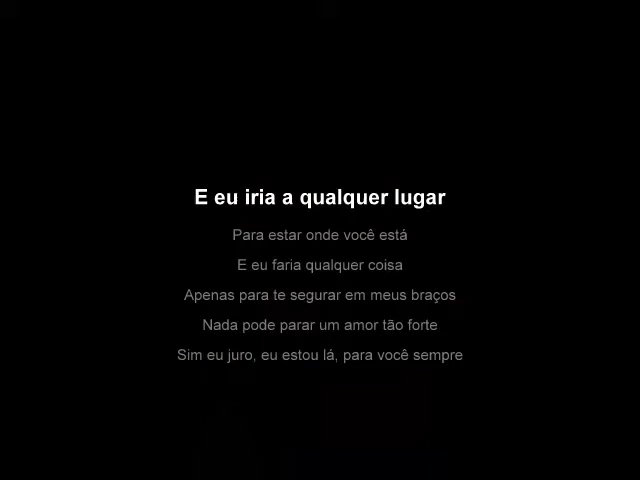 E eu iria a qualquer lugar
Para estar onde você está
E eu faria qualquer coisa
Apenas para te segurar em meus braços
Nada pode parar um amor tão forte
Sim eu juro, eu estou lá, para você sempre